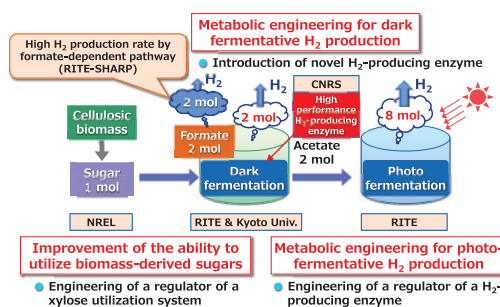 Metabolic engineering for dark
fermentative H2 production
Introduction of novel H2-producing enzyme
High H2 production rate by
formate-dependent pathway
(RITE-SHARP)
H2
2 mol
H2
2 mol
CNRS
High
performance
H2-producing
enzyme
H2
8 mol
Cellulosic
biomass
Formate
2 mol
Acetate
2 mol
Sugar
1 mol
Dark
fermentation
Photo
fermentation
NREL
RITE & Kyoto Univ.
RITE
Improvement of the ability to
utilize biomass-derived sugars
Engineering of a regulator of a
xylose utilization system
Metabolic engineering for photo-
fermentative H2 production
Engineering of a regulator of a H2-
producing enzyme